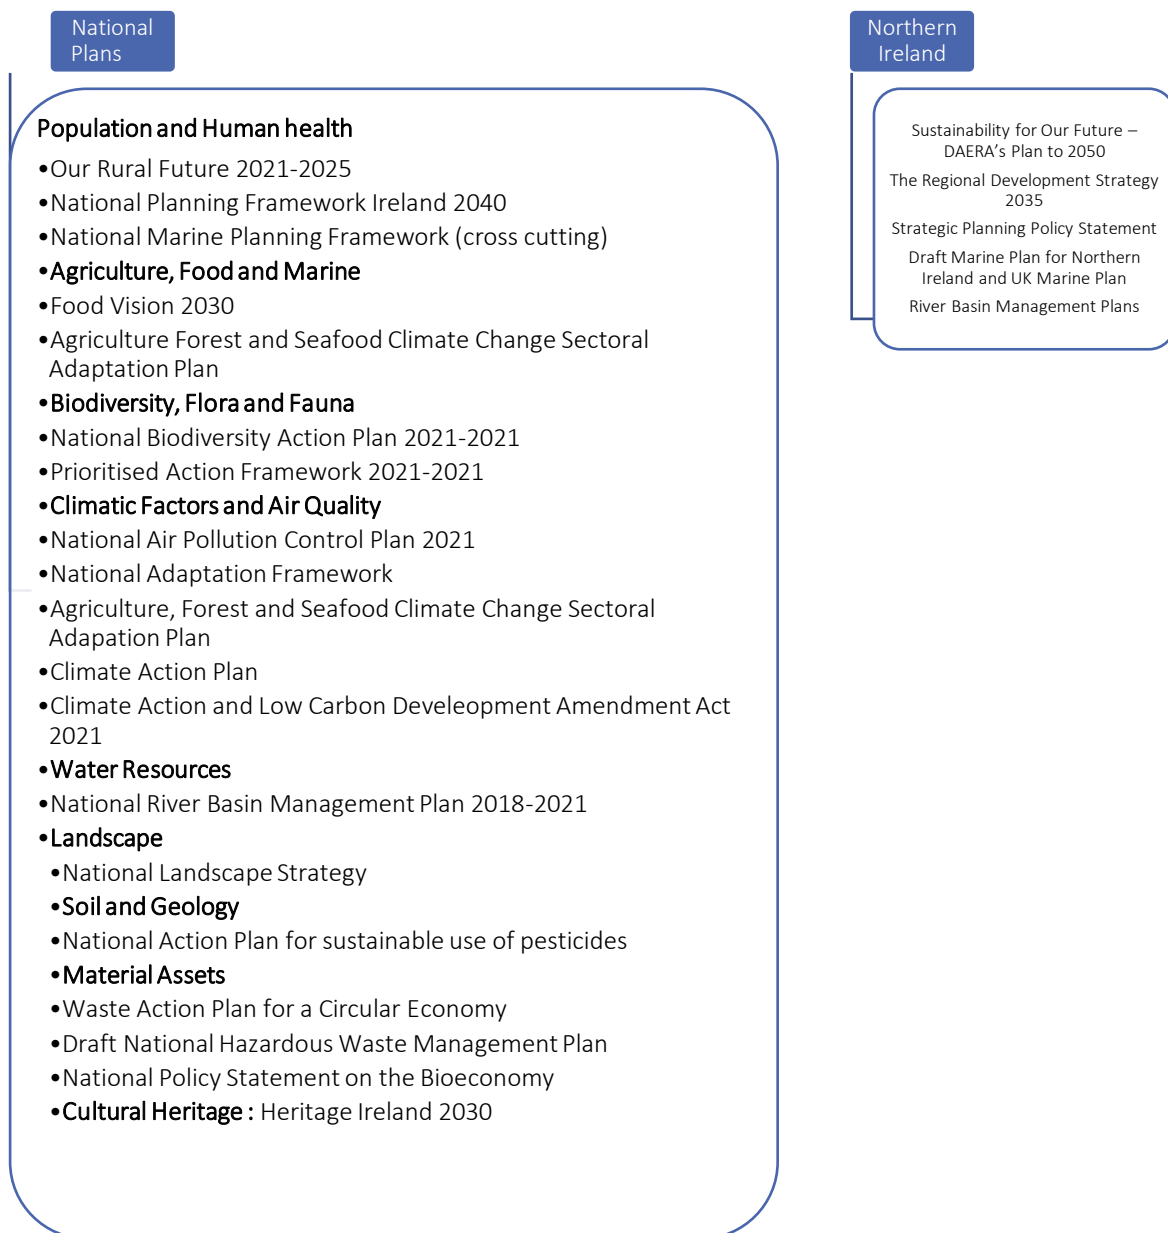 National
Plans
Population and Human health
•Our Rural Future 2021-2025
•National Planning Framework Ireland 2040
•National Marine Planning Framework (cross cutting)
•Agriculture, Food and Marine
•Food Vision 2030
•Agriculture Forest and Seafood Climate Change Sectoral
Adaptation Plan
•Biodiversity, Flora and Fauna
•National Biodiversity Action Plan 2021-2021
•Prioritised Action Framework 2021-2021
•Climatic Factors and Air Quality
•National Air Pollution Control Plan 2021
•National Adaptation Framework
•Agriculture, Forest and Seafood Climate Change Sectoral
Adapation Plan
•Climate Action Plan
•Climate Action and Low Carbon Develeopment Amendment Act
2021
•Water Resources
•National River Basin Management Plan 2018-2021
•Landscape
•National Landscape Strategy
•Soil and Geology
•National Action Plan for sustainable use of pesticides
•Material Assets
•Waste Action Plan for a Circular Economy
•Draft National Hazardous Waste Management Plan
•National Policy Statement on the Bioeconomy
•Cultural Heritage : Heritage Ireland 2030
Northern
Ireland
Sustainability for Our Future –
DAERA’s Plan to 2050
The Regional Development Strategy
2035
Strategic Planning Policy Statement
Draft Marine Plan for Northern
Ireland and UK Marine Plan
River Basin Management Plans